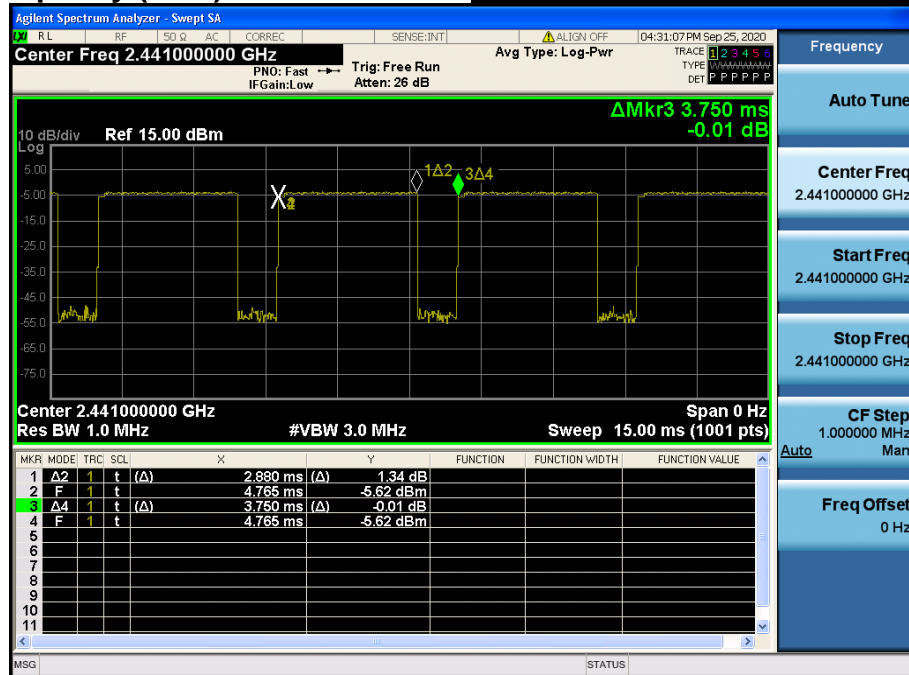 Agilent Spectrum Analyzer - Swept SA
LXI RL RF 50 Ω AC CORREC SENSE:INT ALIGN OFF 04:31:07 PM Sep 25, 2020
Center Freq 2.441000000 GHz
PNO: Fast
IFGain:Low
Trig: Free Run
Atten: 26 dB
Avg Type: Log-Pwr
TRACE 1 2 3 4 5 6
TYPE
DET P P P P P P
ΔMkr3 3.750 ms
-0.01 dB
10 dB/div Ref 15.00 dBm
Log
5.00
-5.00
-15.0
-25.0
-35.0
-45.0
-55.0
-65.0
-75.0
1Δ2
3Δ4
Center 2.441000000 GHz Span 0 Hz
Res BW 1.0 MHz #VBW 3.0 MHz Sweep 15.00 ms (1001 pts)
MKR MODE TRC SCL X Y FUNCTION FUNCTION WIDTH FUNCTION VALUE
1 Δ2 1 t (Δ) 2.880 ms (Δ) 1.34 dB
2 F 1 t 4.765 ms -5.62 dBm
3 Δ4 1 t (Δ) 3.750 ms (Δ) -0.01 dB
4 F 1 t 4.765 ms -5.62 dBm
5
6
7
8
9
10
11
MSG STATUS
Frequency
Auto Tune
Center Freq
2.441000000 GHz
Start Freq
2.441000000 GHz
Stop Freq
2.441000000 GHz
CF Step
1.000000 MHz
Auto Man
Freq Offset
0 Hz